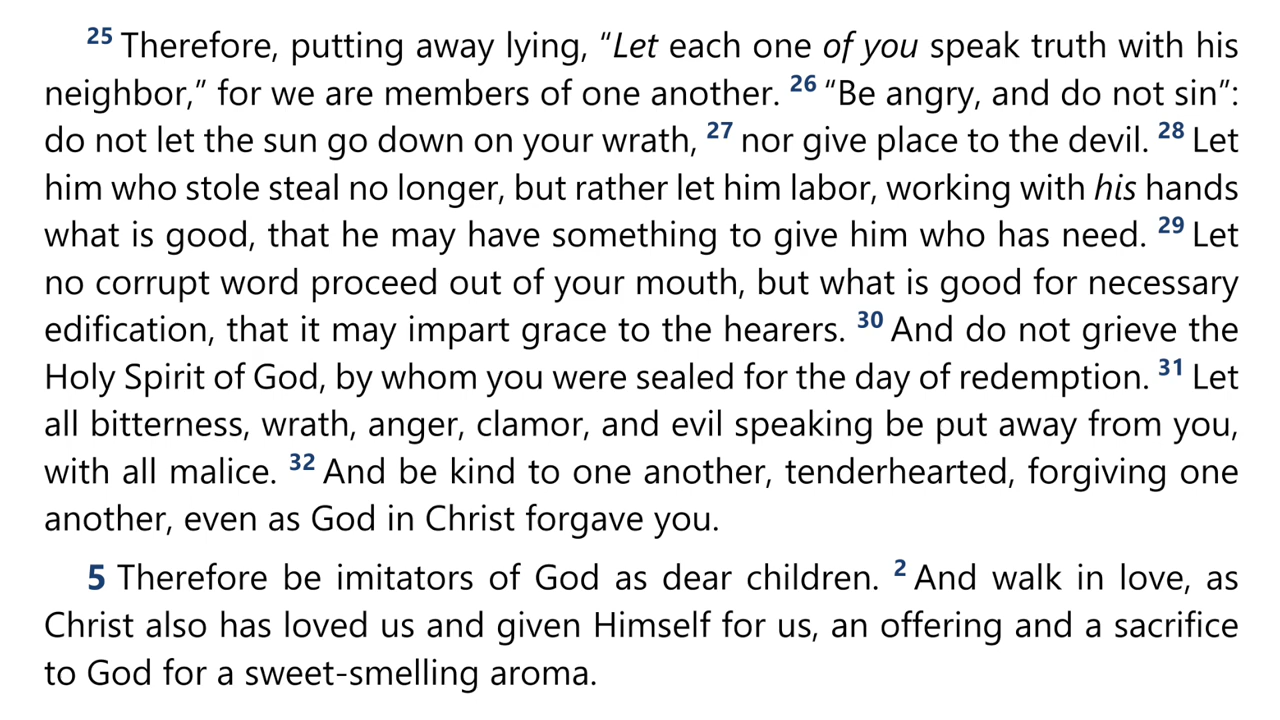 25 Therefore, putting away lying, “Let each one of you speak truth with his
neighbor,” for we are members of one another. 26 “Be angry, and do not sin”:
do not let the sun go down on your wrath, 27 nor give place to the devil. 28 Let
him who stole steal no longer, but rather let him labor, working with his hands
what is good, that he may have something to give him who has need. 29 Let
no corrupt word proceed out of your mouth, but what is good for necessary
edification, that it may impart grace to the hearers. 30 And do not grieve the
Holy Spirit of God, by whom you were sealed for the day of redemption. 31 Let
all bitterness, wrath, anger, clamor, and evil speaking be put away from you,
with all malice. 32 And be kind to one another, tenderhearted, forgiving one
another, even as God in Christ forgave you.
5 Therefore be imitators of God as dear children. 2 And walk in love, as
Christ also has loved us and given Himself for us, an offering and a sacrifice
to God for a sweet-smelling aroma.